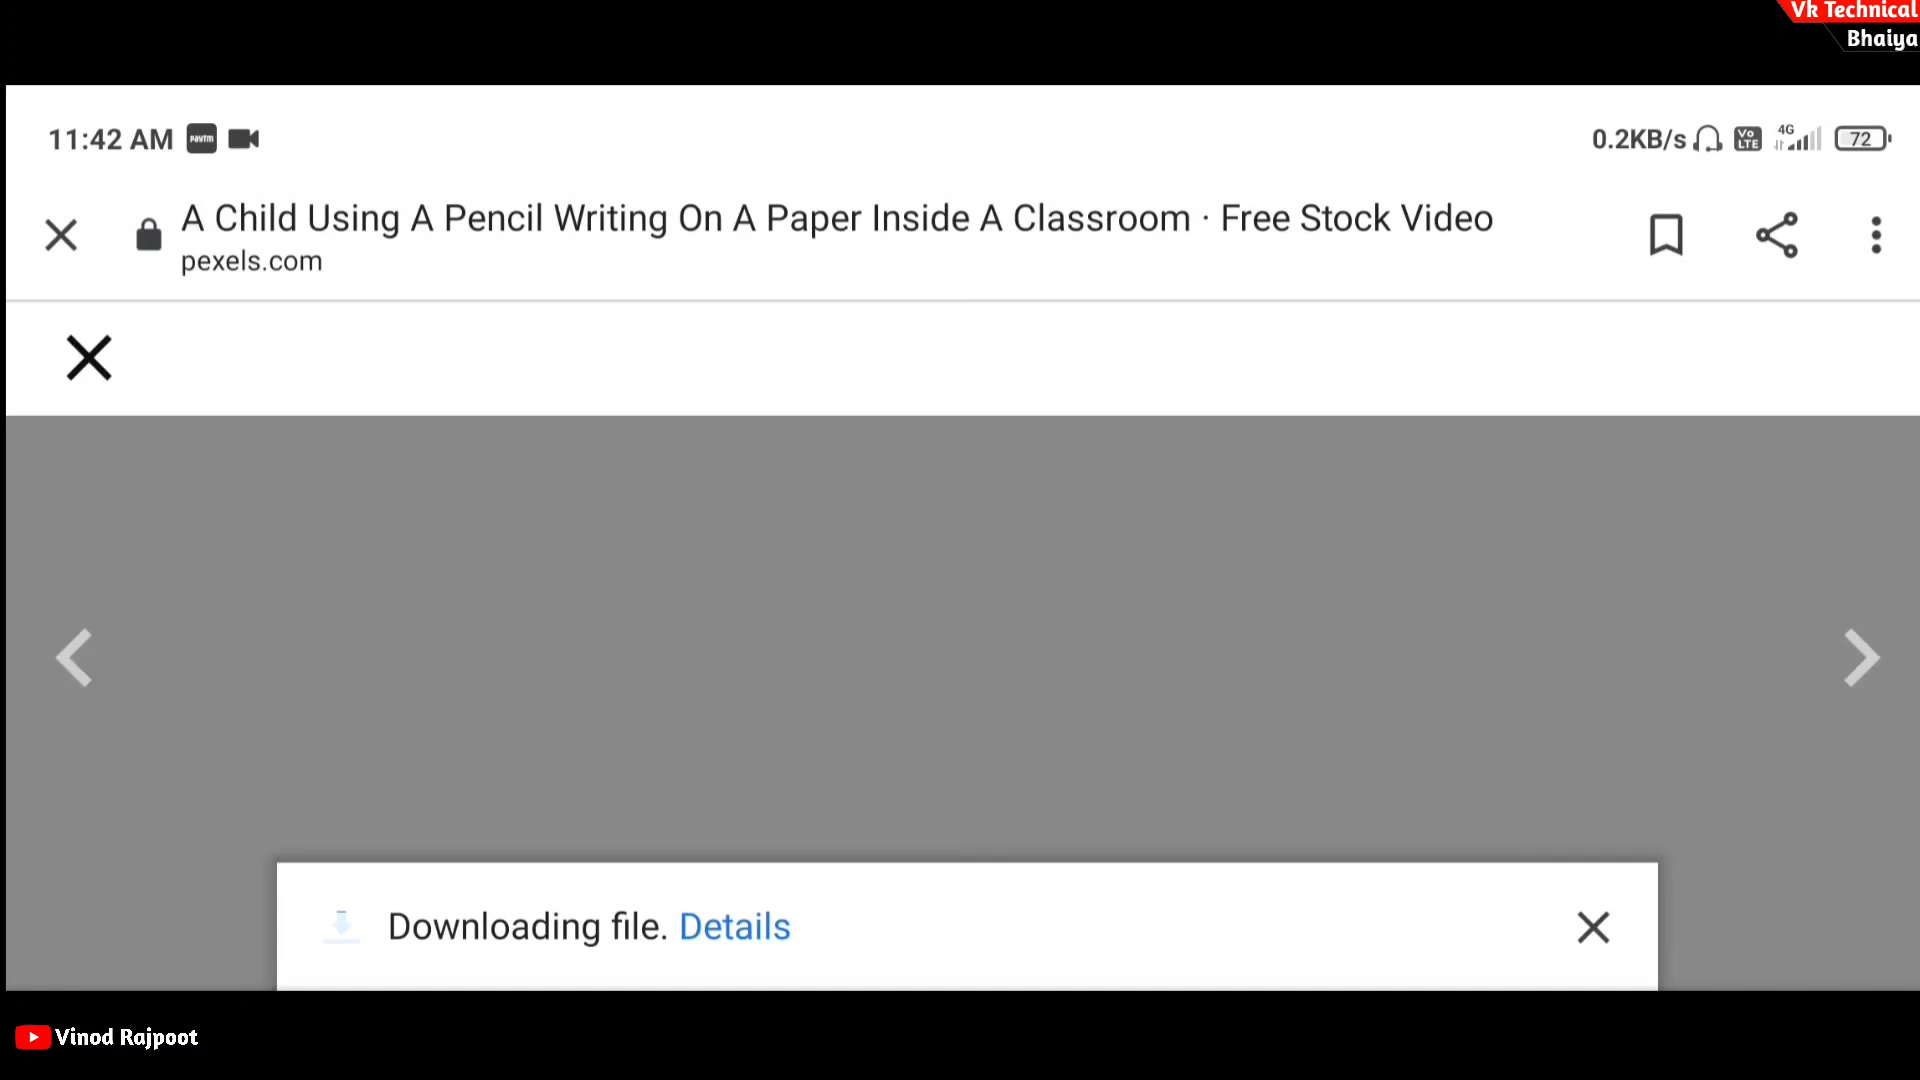 Vk Technical
Bhaiya
11:42 AM paytm 0.2KB/s Vo LTE 4G 72
A Child Using A Pencil Writing On A Paper Inside A Classroom · Free Stock Video
pexels.com
Downloading file. Details
Vinod Rajpoot